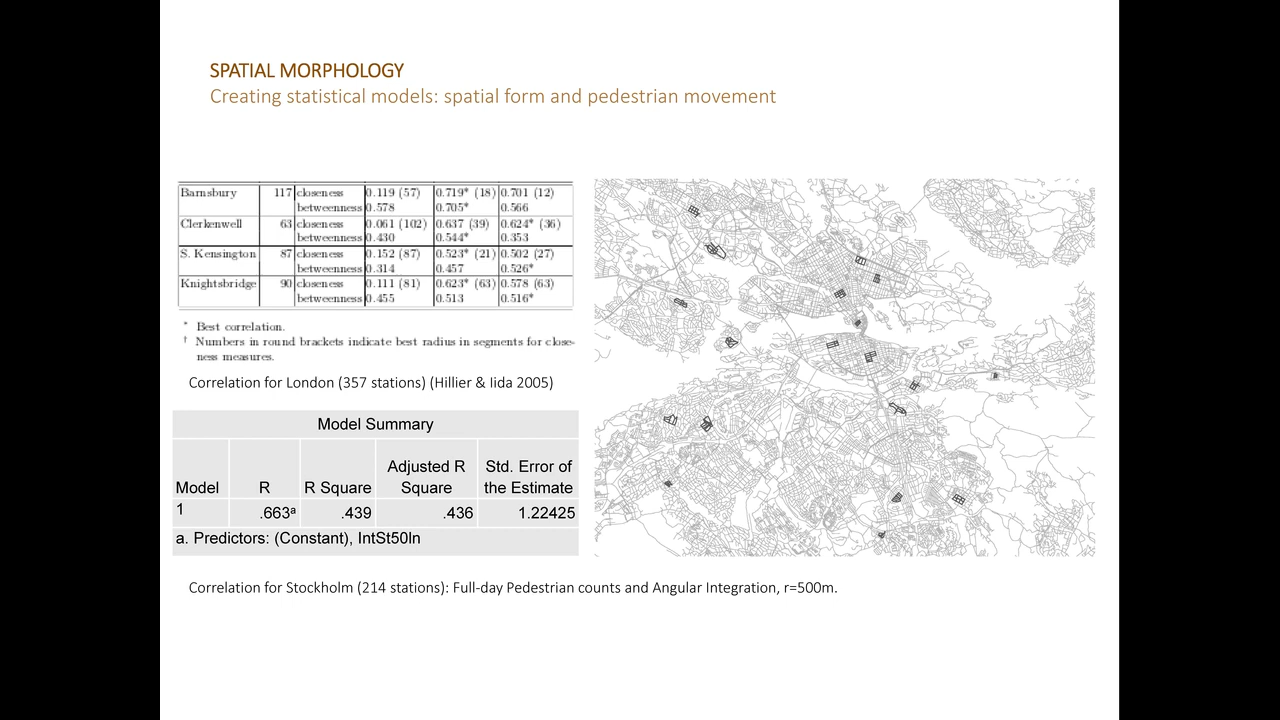 SPATIAL MORPHOLOGY
Creating statistical models: spatial form and pedestrian movement
Barnsbury 117 closeness 0.119 (57) 0.719* (18) 0.701 (12)
betweenness 0.578 0.705* 0.566
Clerkenwell 63 closeness 0.061 (102) 0.637 (39) 0.624* (36)
betweenness 0.430 0.544* 0.353
S. Kensington 87 closeness 0.152 (87) 0.523* (21) 0.502 (27)
betweenness 0.314 0.457 0.526*
Knightsbridge 90 closeness 0.111 (81) 0.623* (63) 0.578 (63)
betweenness 0.455 0.513 0.516*
* Best correlation.
† Numbers in round brackets indicate best radius in segments for close-
ness measures.
Correlation for London (357 stations) (Hillier & Iida 2005)
Model Summary
Model R R Square Adjusted R Square Std. Error of the Estimate
1 .663a .439 .436 1.22425
a. Predictors: (Constant), IntSt50ln
Correlation for Stockholm (214 stations): Full-day Pedestrian counts and Angular Integration, r=500m.